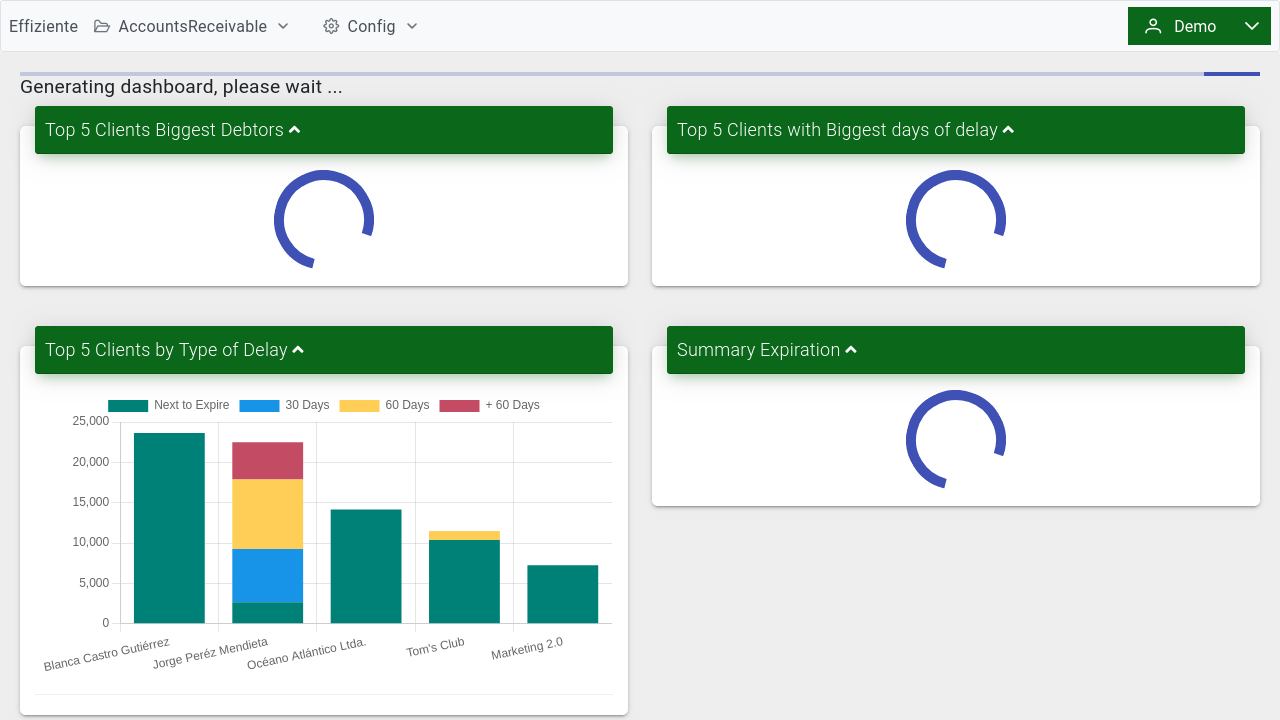 Effiziente AccountsReceivable Config Demo
Generating dashboard, please wait ...
Top 5 Clients Biggest Debtors
Top 5 Clients with Biggest days of delay
Top 5 Clients by Type of Delay
Next to Expire 30 Days 60 Days + 60 Days
25,000
20,000
15,000
10,000
5,000
0
Blanca Castro Gutiérrez
Jorge Peréz Mendieta
Océano Atlántico Ltda.
Tom's Club
Marketing 2.0
Summary Expiration